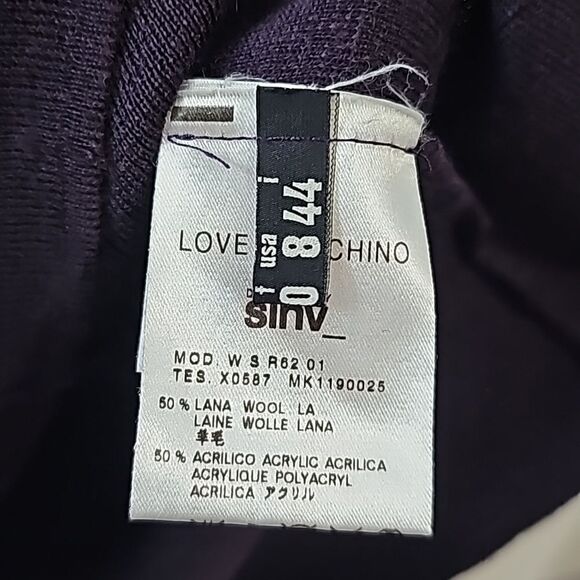 LOVE CHINO
sinv_
MOD. W S R62 01
TES. X0587 MK1190025
50% LANA WOOL LA
LAINE WOLLE LANA
羊毛
50% ACRILICO ACRYLIC ACRILICA
ACRYLIQUE POLYACRYL
ACRILICA アクリル
i
usa
f
44
8
0